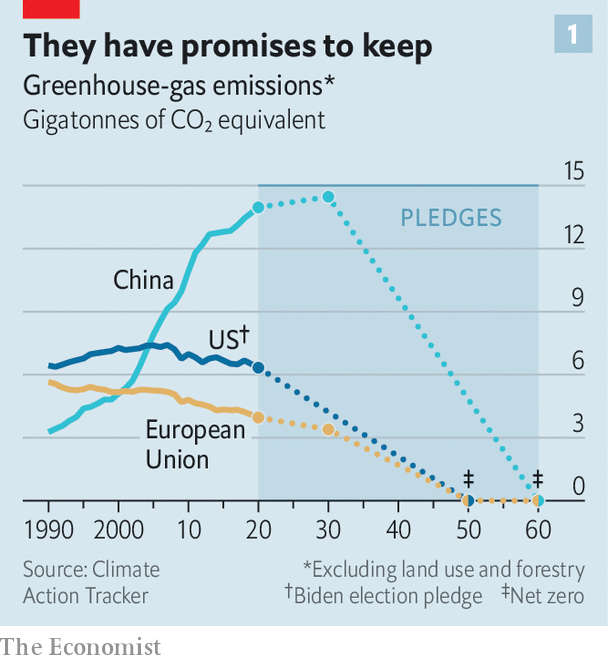 1
They have promises to keep
Greenhouse-gas emissions*
Gigatonnes of CO₂ equivalent
15
PLEDGES
12
China
9
US†
6
European
Union
3
‡ ‡
0
1990 2000 10 20 30 40 50 60
Source: Climate
Action Tracker
*Excluding land use and forestry
†Biden election pledge ‡Net zero
The Economist